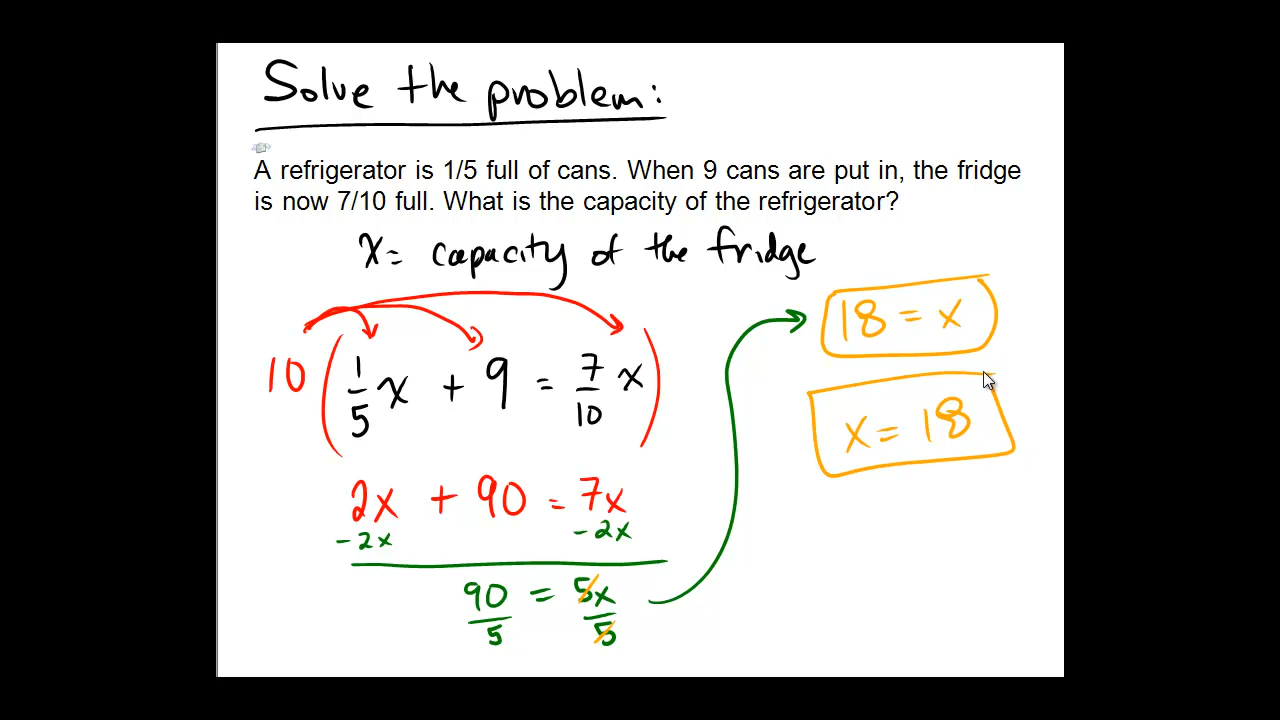 Solve the problem:
A refrigerator is 1/5 full of cans. When 9 cans are put in, the fridge
is now 7/10 full. What is the capacity of the refrigerator?
x = capacity of the fridge
10 ( 1/5 x + 9 = 7/10 x )
2x + 90 = 7x
-2x -2x
90/5 = 5x/5
18 = x
x = 18